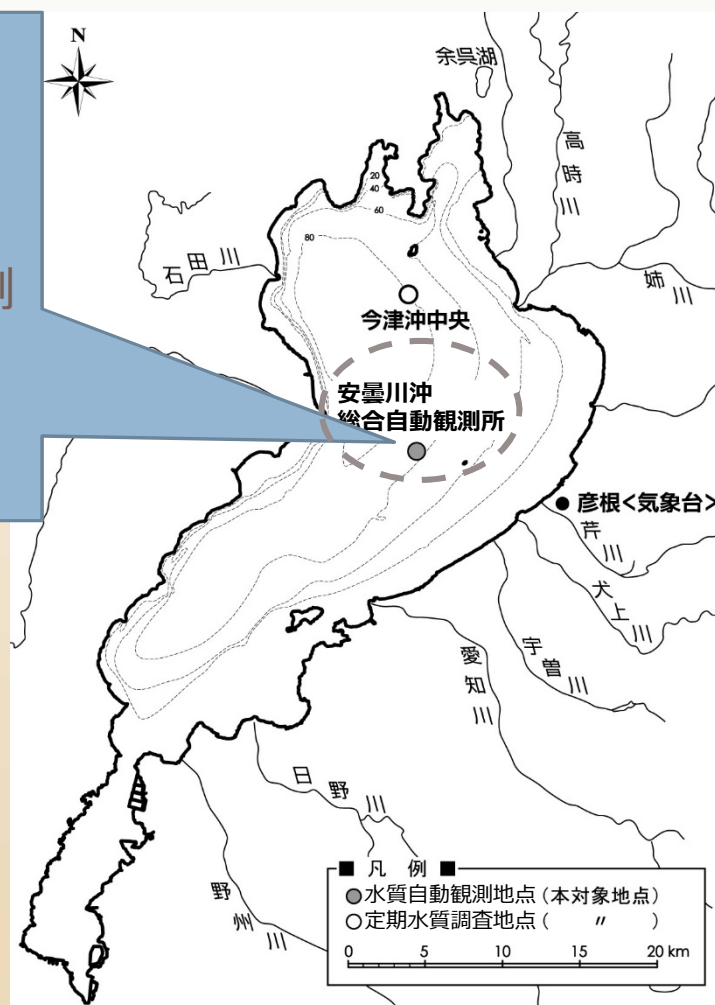 N
余呉湖
高時川
20
40
60
80
石田川
姉川
今津沖中央
安曇川沖
総合自動観測所
彦根<気象台>
芹川
犬上川
宇曽川
愛知川
日野川
野州川
■ 凡 例 ■
水質自動観測地点 (本対象地点)
定期水質調査地点 ( 〃 )
0 5 10 15 20 km